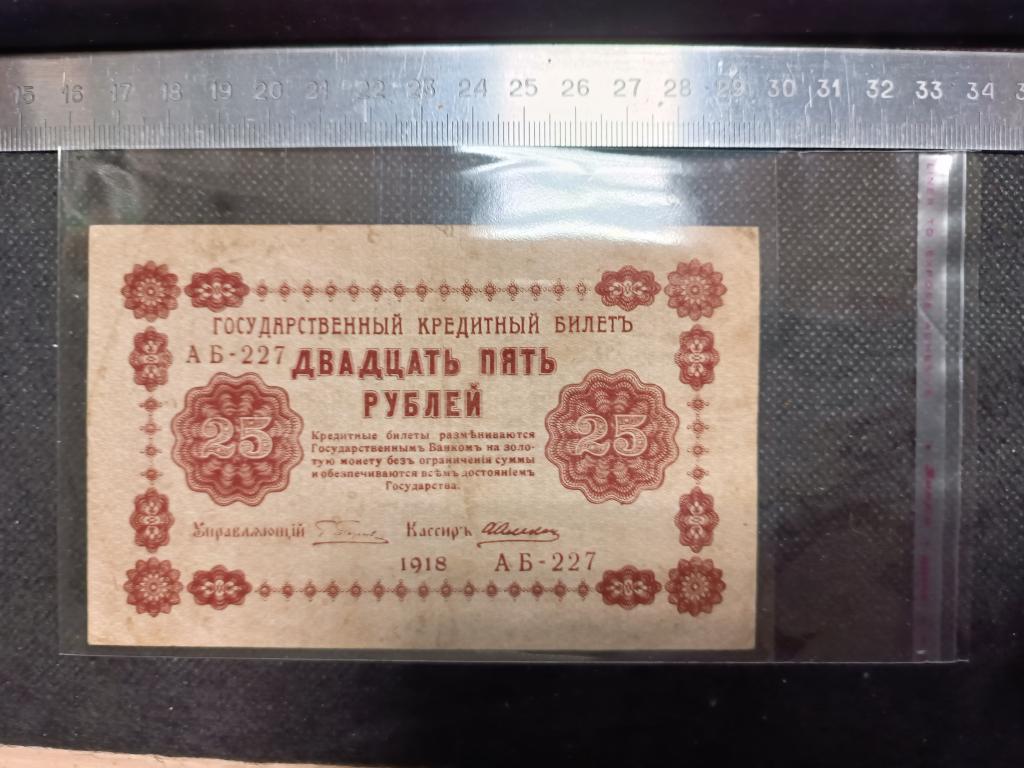 15 16 17 18 19 20 21 22 23 24 25 26 27 28 29 30 31 32 33 34
ГОСУДАРСТВЕННЫЙ КРЕДИТНЫЙ БИЛЕТЪ
АБ-227
ДВАДЦАТЬ ПЯТЬ
РУБЛЕЙ
25
25
Кредитные билеты размѣниваются
Государственнымъ Банкомъ на золо-
тую монету безъ ограниченія суммы
и обезпечиваются всѣмъ достояніемъ
Государства.
Управляющій
Кассиръ
1918 АБ-227